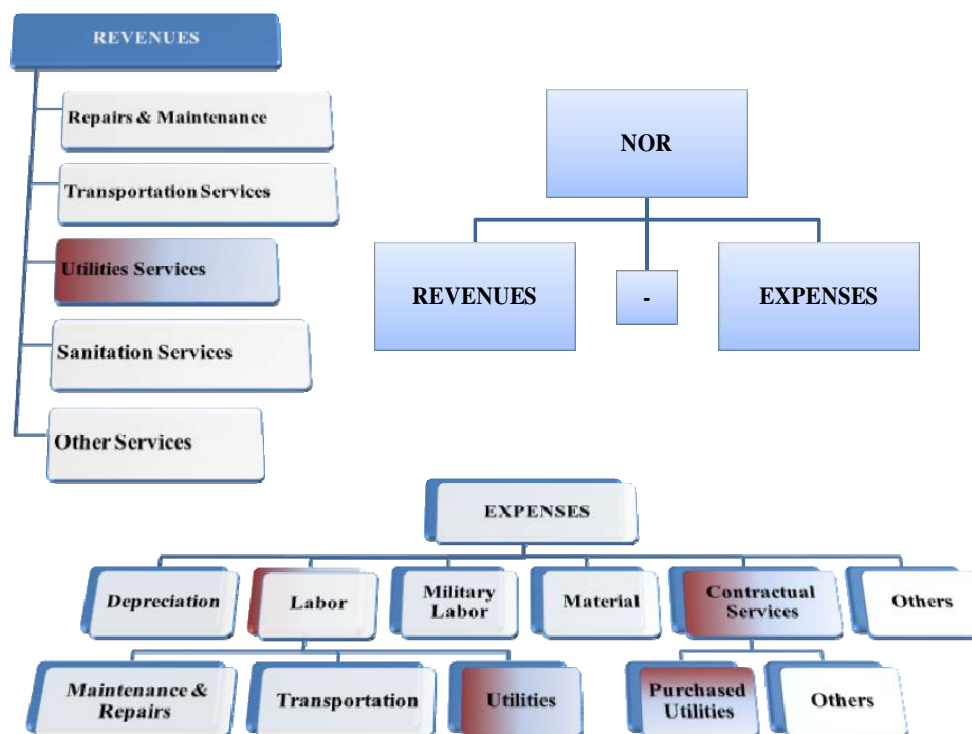 REVENUES
Repairs & Maintenance
Transportation Services
Utilities Services
Sanitation Services
Other Services
NOR
REVENUES
-
EXPENSES
EXPENSES
Depreciation
Labor
Military
Labor
Material
Contractual
Services
Others
Maintenance &
Repairs
Transportation
Utilities
Purchased
Utilities
Others